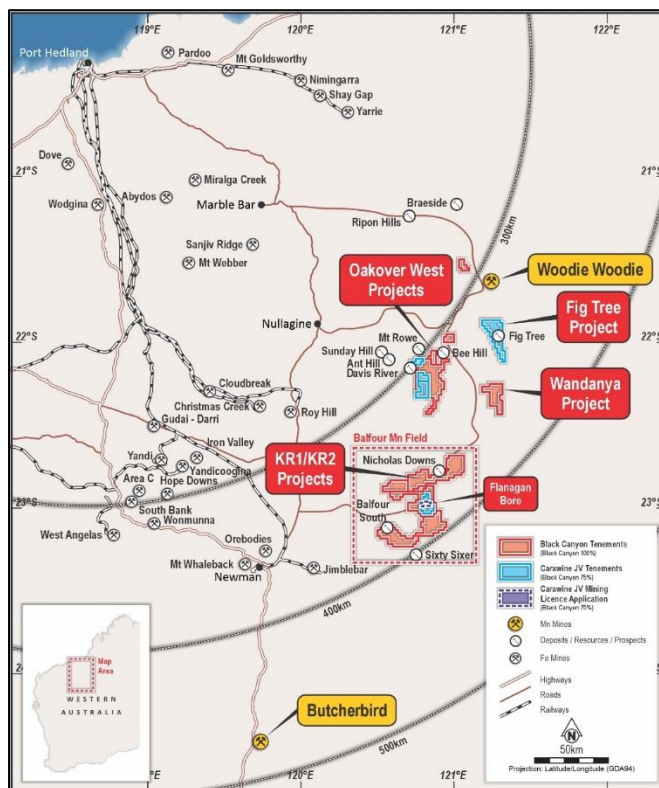 119°E
120°E
121°E
122°E
Port Hedland
Pardoo
Mt Goldsworthy
Nimingarra
Shay Gap
Yarrie
Dove
21°S
21°S
Wodgina
Abydos
Miralga Creek
Marble Bar
Braeside
Ripon Hills
Sanjiv Ridge
Mt Webber
300km
Oakover West
Projects
Woodie Woodie
Fig Tree
Project
22°S
22°S
Nullagine
Mt Rowe
Fig Tree
Sunday Hill
Bee Hill
Ant Hill
Davis River
Cloudbreak
Christmas Creek
Roy Hill
Wandanya
Project
Gudai - Darri
Iron Valley
Balfour Mn Field
KR1/KR2
Projects
Nicholas Downs
Yandi
Yandicoogina
Area C
Hope Downs
Flanagan
Bore
23°S
South Bank
Balfour
South
Wonmunna
West Angelas
Orebodies
Sixty Sixer
Mt Whaleback
Jimblebar
Newman
400km
Black Canyon Tenements
(Black Canyon 100%)
Carawine JV Tenements
(Black Canyon 75%)
Carawine JV Mining
Licence Application
(Black Canyon 75%)
Mn Mines
Deposits / Resources / Prospects
Fe Mines
Highways
Roads
Railways
N
50km
Projection: Latitude/Longitude (GDA94)
Map
Area
WESTERN
AUSTRALIA
24
Butcherbird
500km
119°E
120°E
121°E